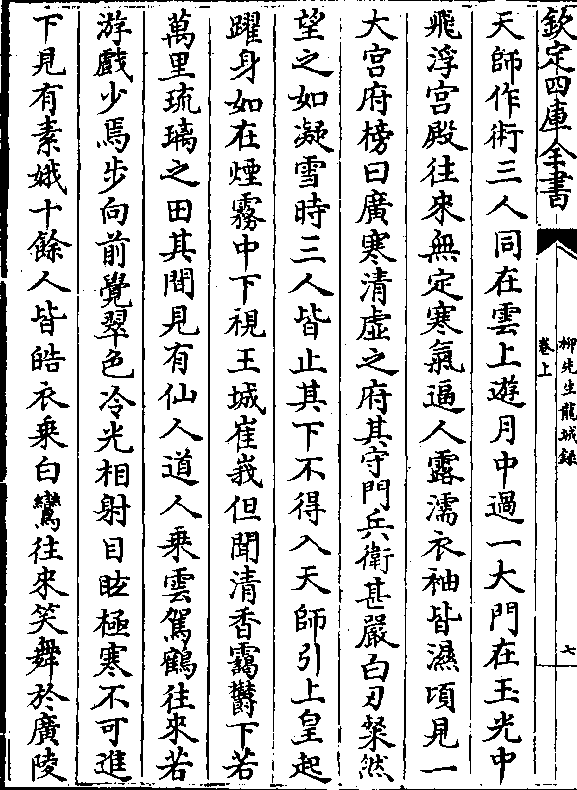 欽定四庫全書
柳先生龍城録
卷上
七
天師作術三人同在雲上遊月中過一大門在玉光中
飛浮宫殿往來無定寒氣逼人露濡衣袖皆濕頃見一
大宫府榜曰廣寒清虚之府其守門兵衛甚嚴白刃粲然
望之如凝雪時三人皆止其下不得入天師引上皇起
躍身如在煙霧中下視王城崔峩但聞清香靄鬱下若
萬里琉璃之田其間見有仙人道人乗雲駕鶴往來若
游戲少焉步向前覺翠色冷光相射目眩極寒不可進
下見有素娥十餘人皆皓衣乘白鸞往來笑舞於廣陵